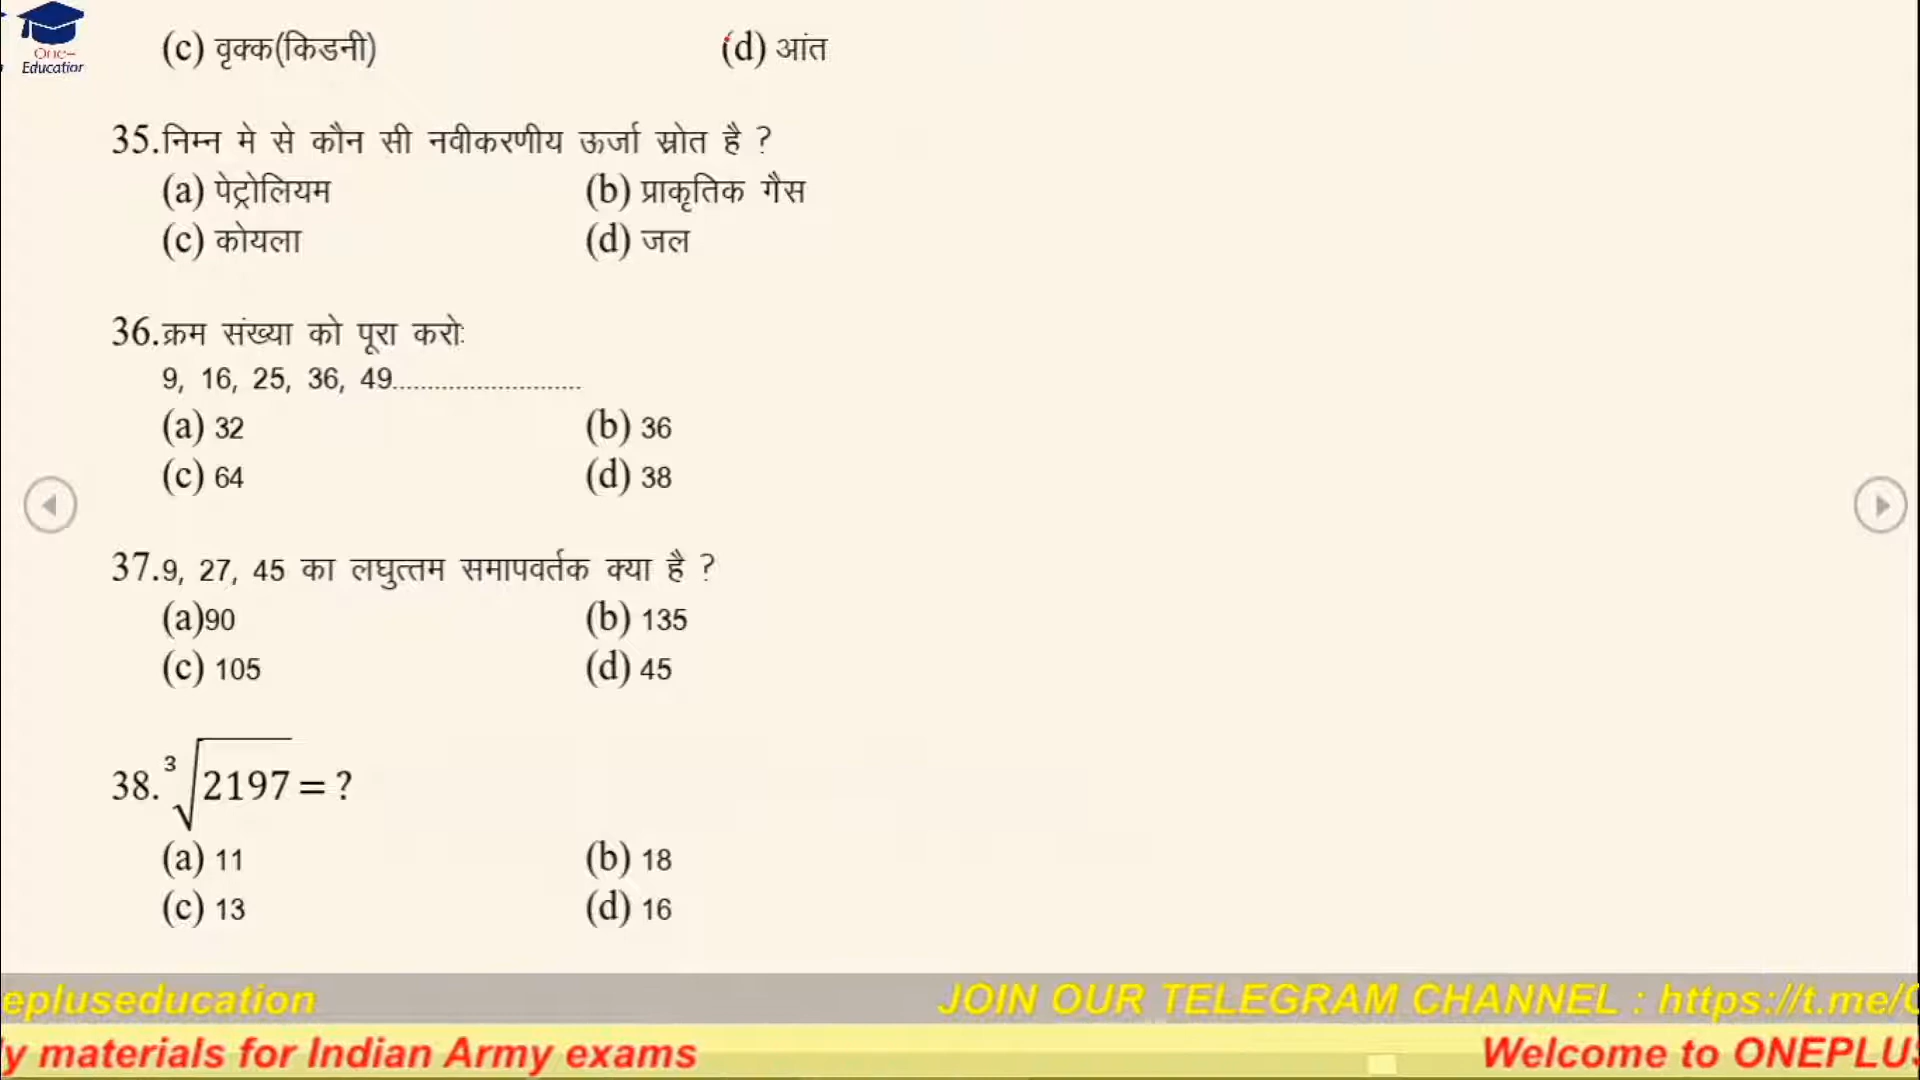 One–
Education
(c) वृक्क(किडनी) (d) आंत
35.निम्न मे से कौन सी नवीकरणीय ऊर्जा स्रोत है ?
(a) पेट्रोलियम (b) प्राकृतिक गैस
(c) कोयला (d) जल
36.क्रम संख्या को पूरा करो:
9, 16, 25, 36, 49...........................
(a) 32 (b) 36
(c) 64 (d) 38
37.9, 27, 45 का लघुत्तम समापवर्तक क्या है ?
(a)90 (b) 135
(c) 105 (d) 45
38. ³√2197 = ?
(a) 11 (b) 18
(c) 13 (d) 16
epluseducation JOIN OUR TELEGRAM CHANNEL : https://t.me/
y materials for Indian Army exams Welcome to ONEPLUS